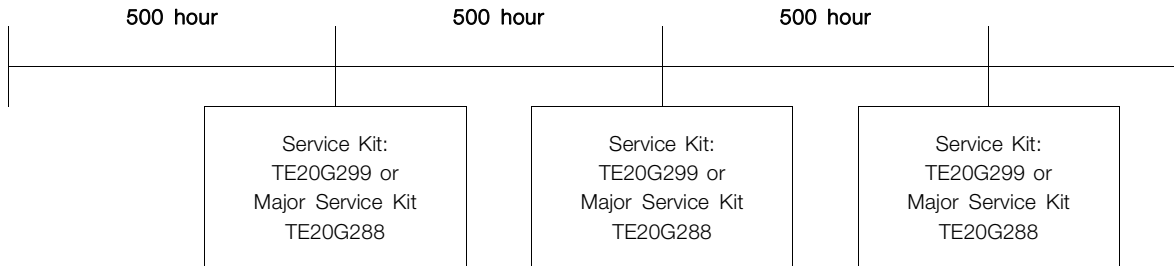 500 hour
500 hour
500 hour
Service Kit:
TE20G299 or
Major Service Kit
TE20G288
Service Kit:
TE20G299 or
Major Service Kit
TE20G288
Service Kit:
TE20G299 or
Major Service Kit
TE20G288